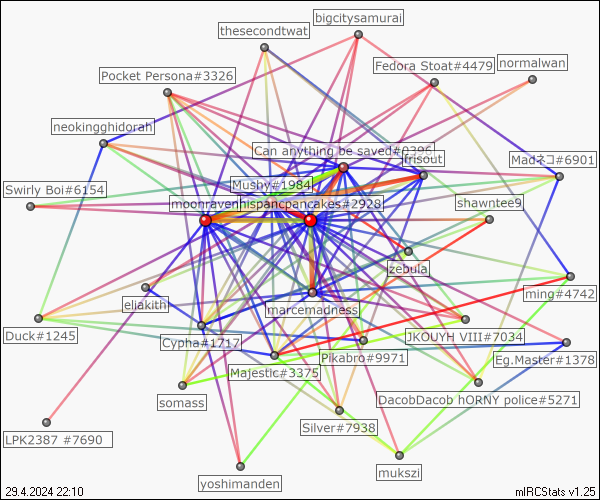 bigcitysamurai
thesecondtwat
normalwan
Fedora Stoat#4479
Pocket Persona#3326
neokingghidorah
Can anything be saved#0396
frisout
Madネコ#6901
Mushy#1984
Swirly Boi#6154
moonraven
hispancpancakes#2928
shawntee9
zebula
ming#4742
eliakith
marcemadness
Duck#1245
Cypha#1717
JKOUYH VIII#7034
Pikabro#9971
Eg.Master#1378
Majestic#3375
somass
DacobDacob hORNY police#5271
Silver#7938
LPK2387 #7690
mukszi
yoshimanden
29.4.2024 22:10
mIRCStats v1.25